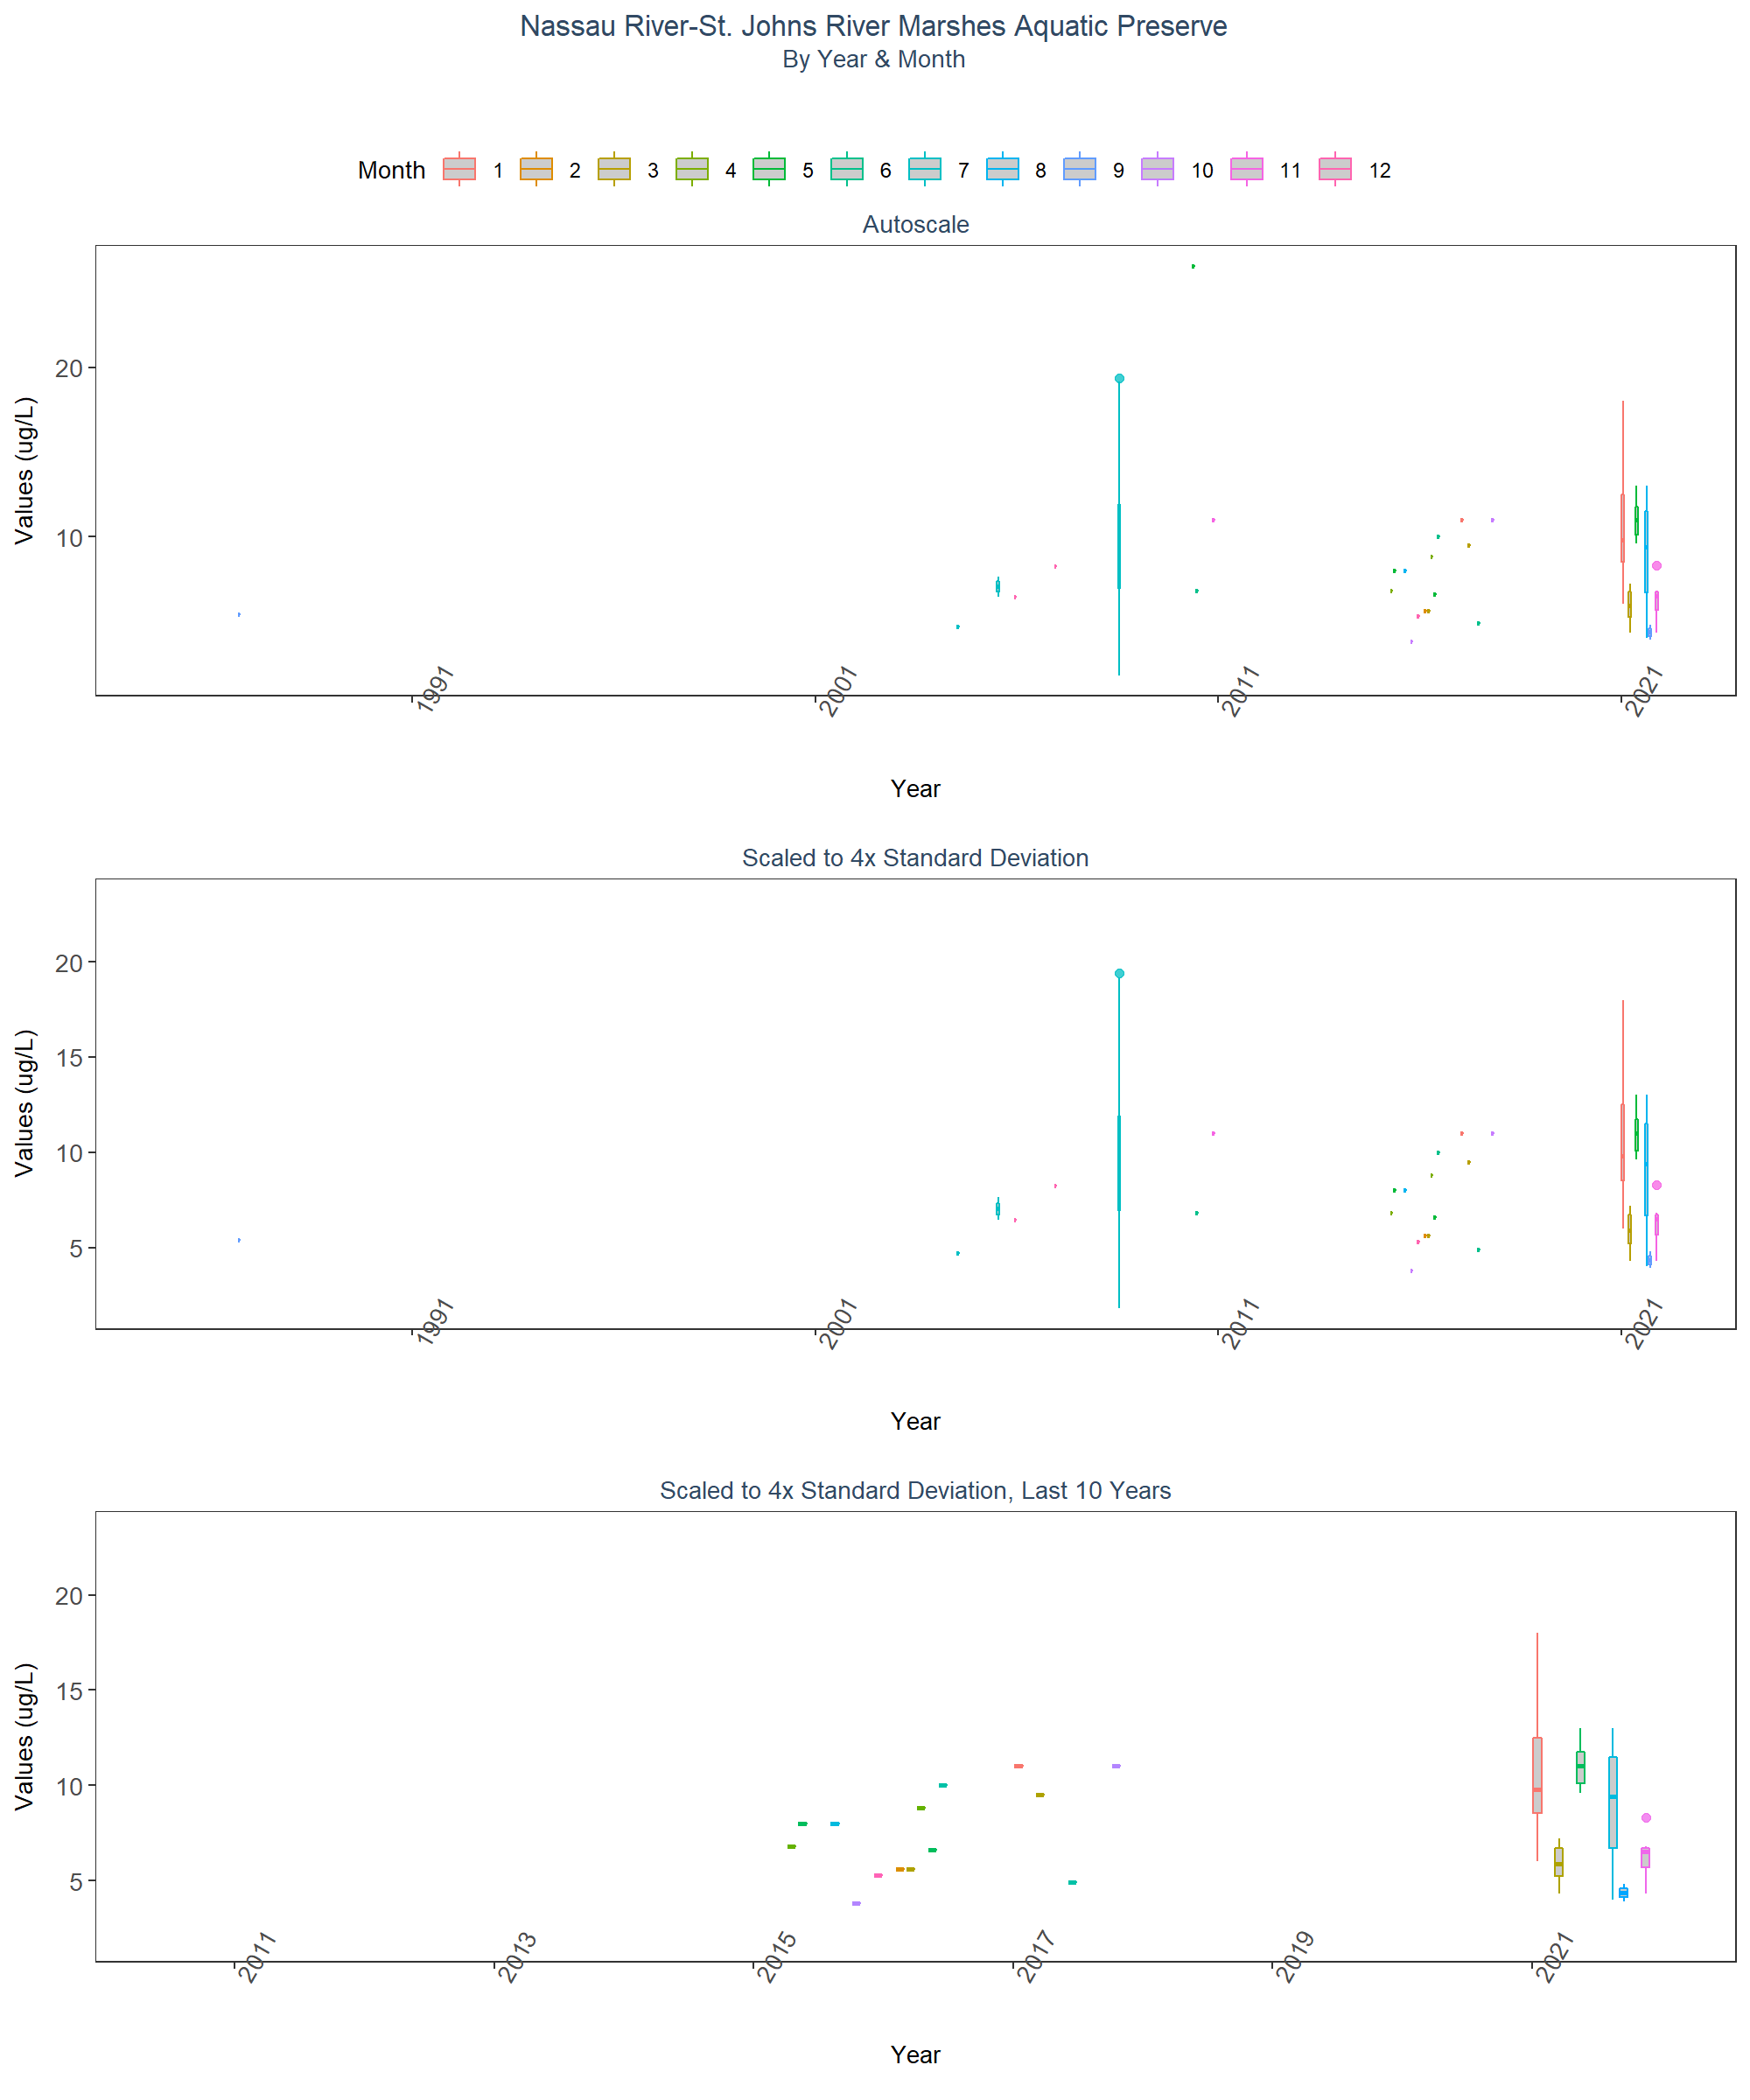 Nassau River-St. Johns River Marshes Aquatic Preserve
By Year & Month
Month 1 2 3 4 5 6 7 8 9 10 11 12
Autoscale
Values (ug/L)
20
10
1991 2001 2011 2021
Year
Scaled to 4x Standard Deviation
Values (ug/L)
20
15
10
5
1991 2001 2011 2021
Year
Scaled to 4x Standard Deviation, Last 10 Years
Values (ug/L)
20
15
10
5
2011 2013 2015 2017 2019 2021
Year